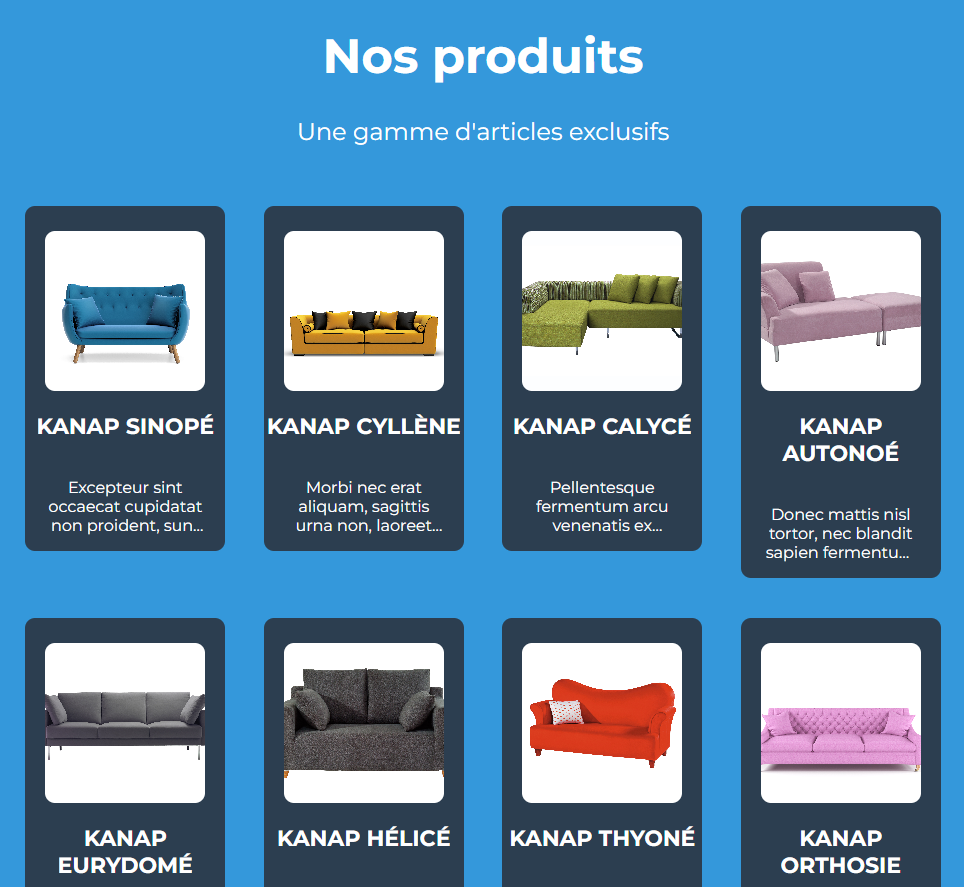 Nos produits
Une gamme d'articles exclusifs
KANAP SINOPÉ
Excepteur sint
occaecat cupidatat
non proident, sun...
KANAP CYLLÈNE
Morbi nec erat
aliquam, sagittis
urna non, laoreet...
KANAP CALYCÉ
Pellentesque
fermentum arcu
venenatis ex...
KANAP
AUTONOÉ
Donec mattis nisl
tortor, nec blandit
sapien fermentu...
KANAP
EURYDOMÉ
KANAP HÉLICÉ
KANAP THYONÉ
KANAP
ORTHOSIE